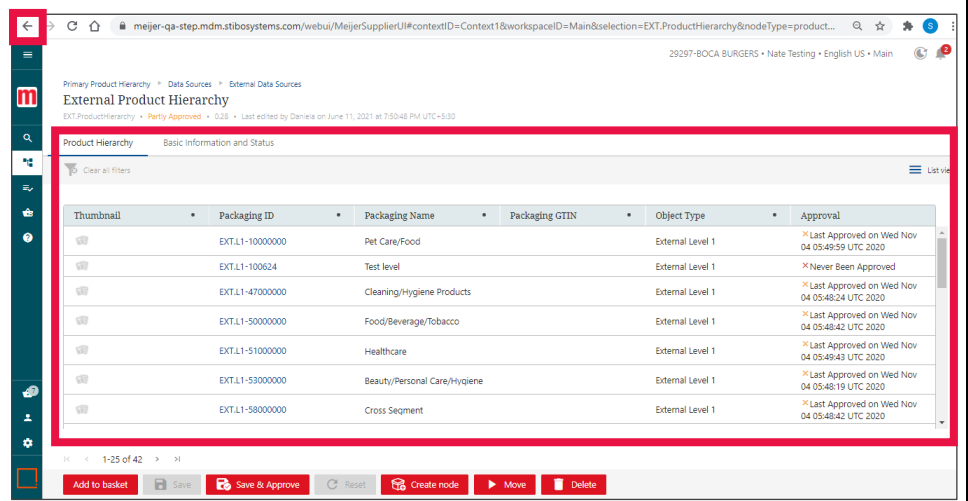 meijer-qa-step.mdm.stibosystems.com/webui/MeijerSupplierUI#contextID=Context1&workspaceID=Main&selection=EXT.ProductHierarchy&nodeType=product...
S
29297-BOCA BURGERS • Nate Testing • English US • Main
2
m
Primary Product Hierarchy > Data Sources > External Data Sources
External Product Hierarchy
EXT.ProductHierarchy • Partly Approved • 0.28 • Last edited by Daniela on June 11, 2021 at 7:50:48 PM UTC+5:30
Product Hierarchy Basic Information and Status
Clear all filters List vie
Thumbnail Packaging ID Packaging Name Packaging GTIN Object Type Approval
EXT.L1-10000000 Pet Care/Food External Level 1 Last Approved on Wed Nov
04 05:49:59 UTC 2020
EXT.L1-100624 Test level External Level 1 Never Been Approved
EXT.L1-47000000 Cleaning/Hygiene Products External Level 1 Last Approved on Wed Nov
04 05:48:24 UTC 2020
EXT.L1-50000000 Food/Beverage/Tobacco External Level 1 Last Approved on Wed Nov
04 05:48:42 UTC 2020
EXT.L1-51000000 Healthcare External Level 1 Last Approved on Wed Nov
04 05:49:43 UTC 2020
EXT.L1-53000000 Beauty/Personal Care/Hygiene External Level 1 Last Approved on Wed Nov
04 05:48:19 UTC 2020
EXT.L1-58000000 Cross Segment External Level 1 Last Approved on Wed Nov
04 05:48:42 UTC 2020
1-25 of 42
Add to basket Save Save & Approve Reset Create node Move Delete